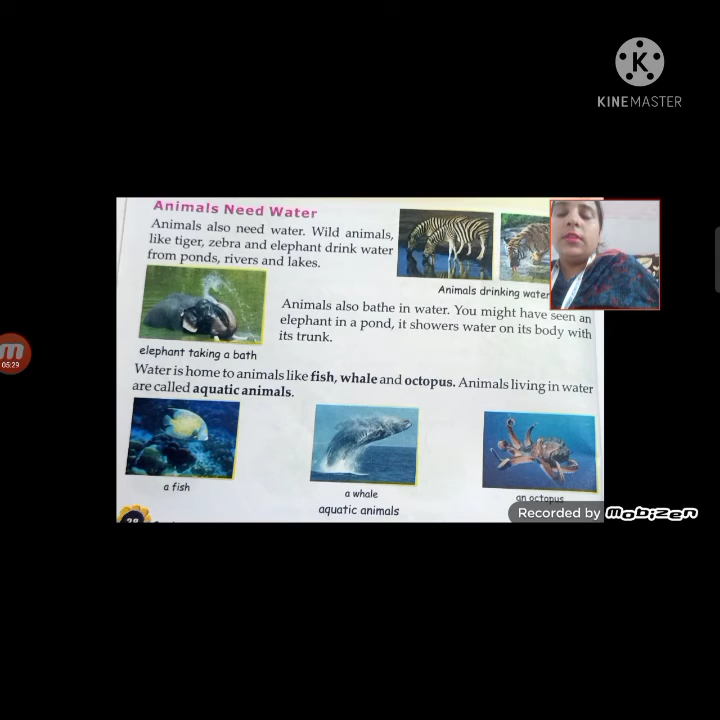 K
KINEMASTER
Animals Need Water
Animals also need water. Wild animals,
like tiger, zebra and elephant drink water
from ponds, rivers and lakes.
Animals drinking water
Animals also bathe in water. You might have seen an
elephant in a pond, it showers water on its body with
its trunk.
elephant taking a bath
Water is home to animals like fish, whale and octopus. Animals living in water
are called aquatic animals.
a fish
a whale
an octopus
aquatic animals
Recorded by Mobizen
m
05:29
28